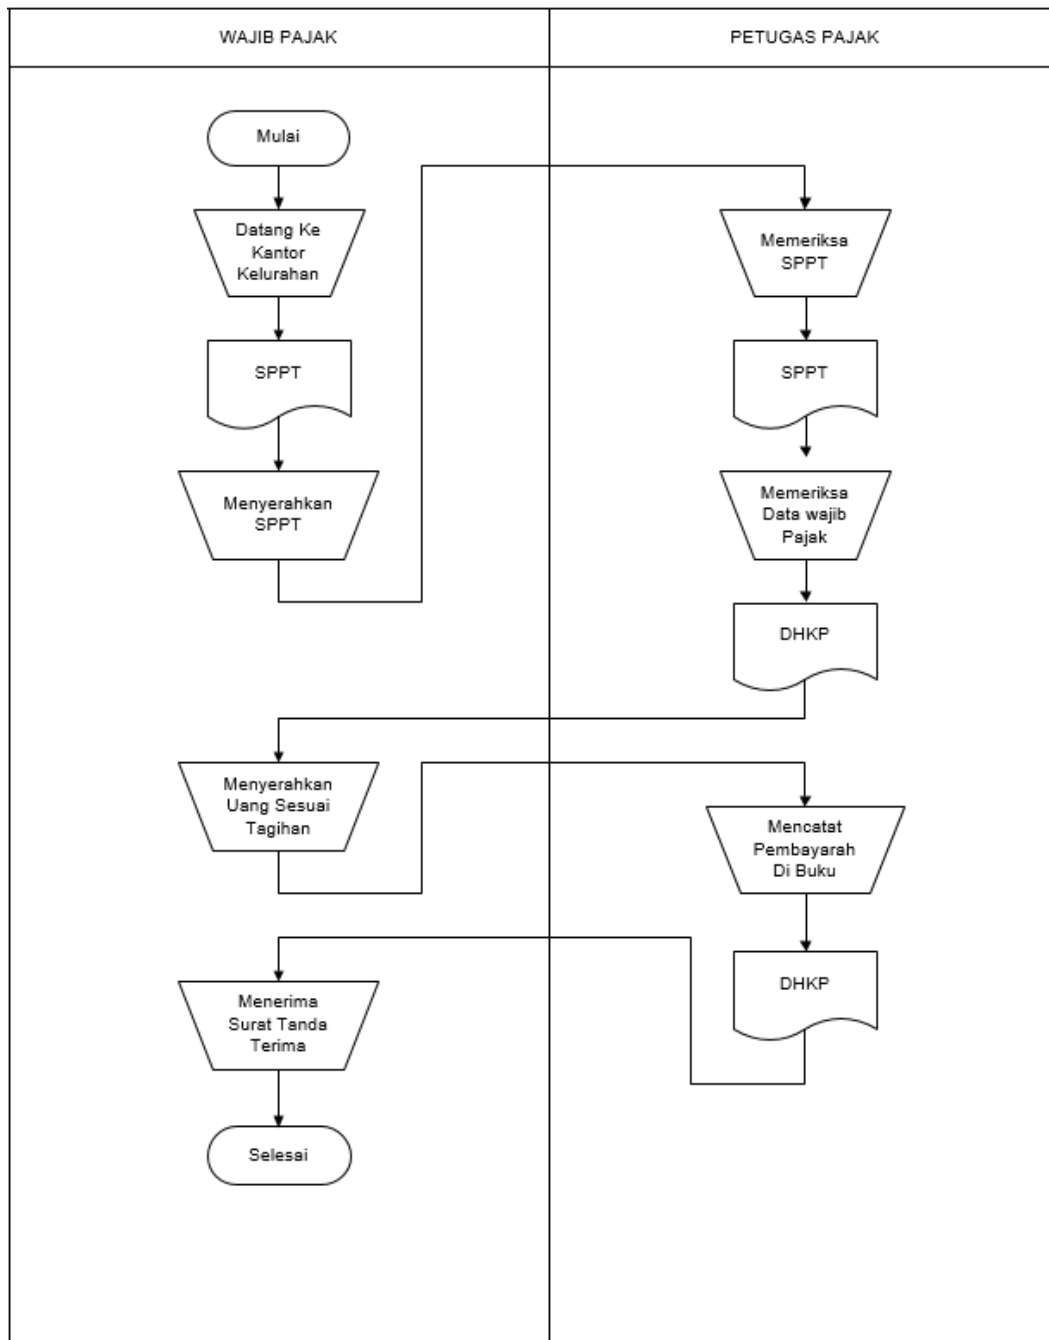 WAJIB PAJAK
PETUGAS PAJAK
Mulai
Datang Ke
Kantor
Kelurahan
SPPT
Menyerahkan
SPPT
Memeriksa
SPPT
SPPT
Memeriksa
Data wajib
Pajak
DHKP
Menyerahkan
Uang Sesuai
Tagihan
Mencatat
Pembayarah
Di Buku
DHKP
Menerima
Surat Tanda
Terima
Selesai